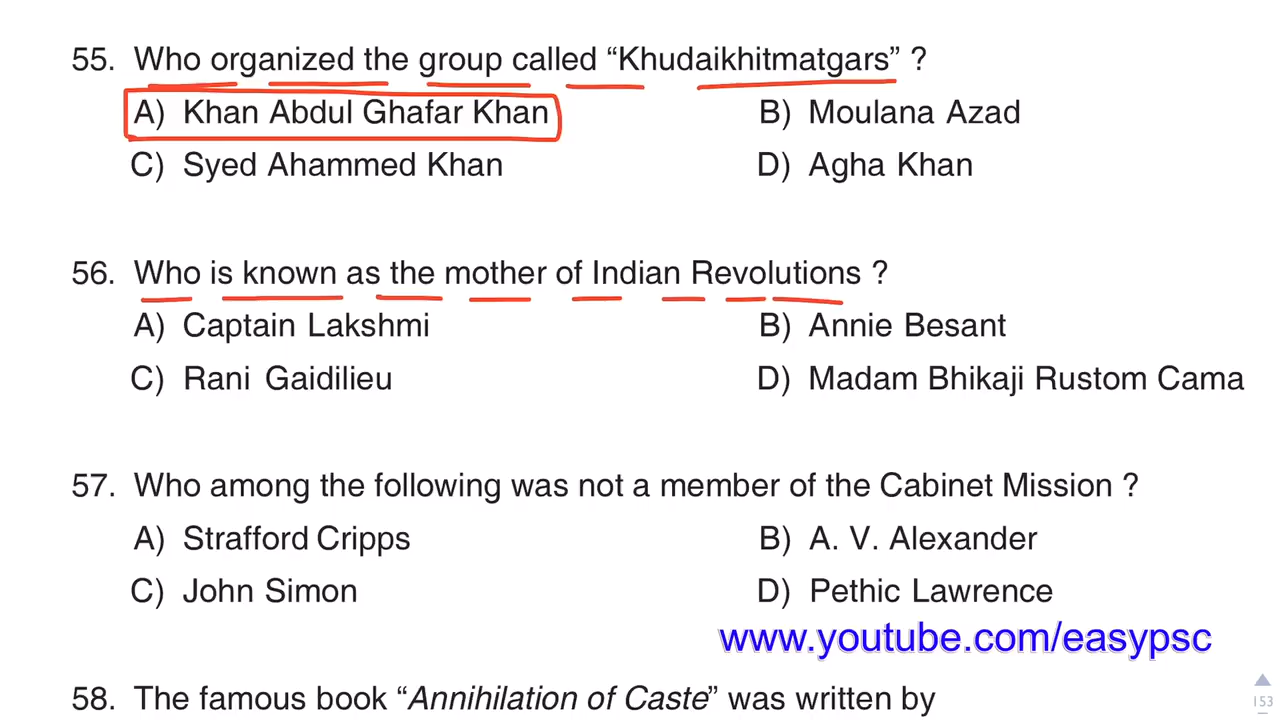 55. Who organized the group called “Khudaikhitmatgars” ?
A) Khan Abdul Ghafar Khan B) Moulana Azad
C) Syed Ahammed Khan D) Agha Khan
56. Who is known as the mother of Indian Revolutions ?
A) Captain Lakshmi B) Annie Besant
C) Rani Gaidilieu D) Madam Bhikaji Rustom Cama
57. Who among the following was not a member of the Cabinet Mission ?
A) Strafford Cripps B) A. V. Alexander
C) John Simon D) Pethic Lawrence
www.youtube.com/easypsc
58. The famous book “Annihilation of Caste” was written by
153